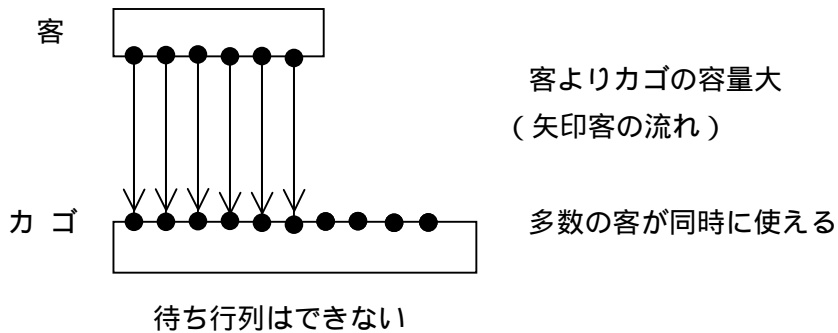 客
客よりカゴの容量大
(矢印客の流れ)
カ ゴ
多数の客が同時に使える
待ち行列はできない